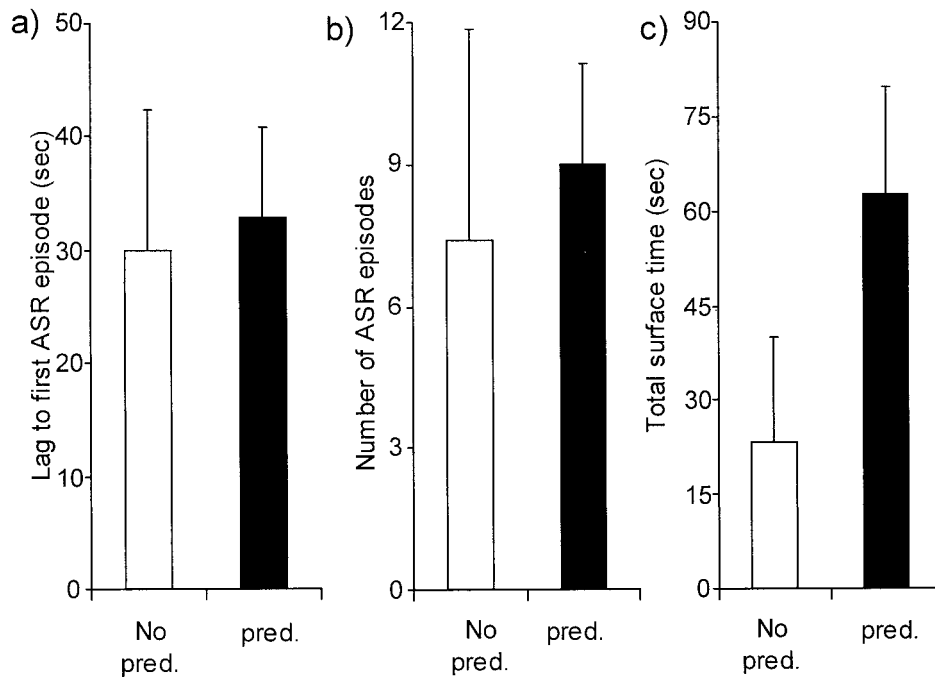 a)
Lag to first ASR episode (sec)
50
40
30
20
10
0
No
pred.
pred.
b)
Number of ASR episodes
12
9
6
3
0
No
pred.
pred.
c)
Total surface time (sec)
90
75
60
45
30
15
0
No
pred.
pred.